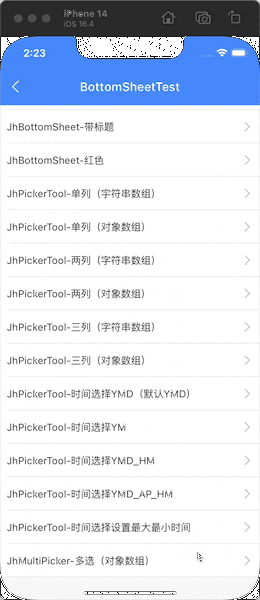 iPhone 14
iOS 16.4
2:23
BottomSheetTest
JhBottomSheet-带标题
JhBottomSheet-红色
JhPickerTool-单列（字符串数组）
JhPickerTool-单列（对象数组）
JhPickerTool-两列（字符串数组）
JhPickerTool-两列（对象数组）
JhPickerTool-三列（字符串数组）
JhPickerTool-三列（对象数组）
JhPickerTool-时间选择YMD（默认YMD）
JhPickerTool-时间选择YM
JhPickerTool-时间选择YMD_HM
JhPickerTool-时间选择YMD_AP_HM
JhPickerTool-时间选择设置最大最小时间
JhMultiPicker-多选（对象数组）